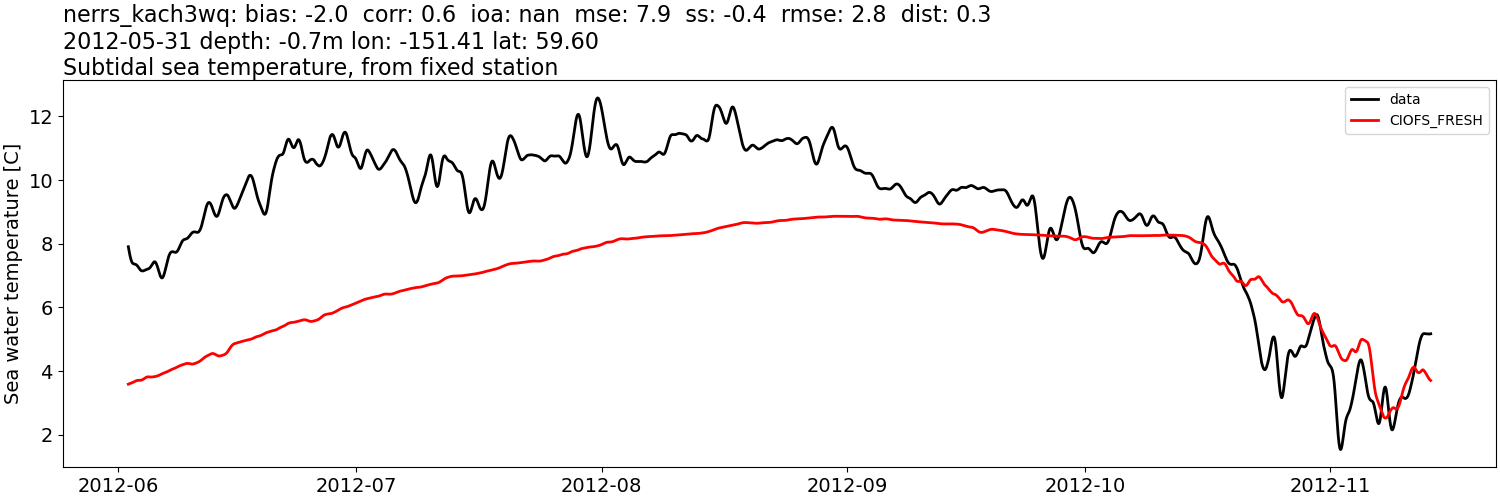 nerrs_kach3wq: bias: -2.0 corr: 0.6 ioa: nan mse: 7.9 ss: -0.4 rmse: 2.8 dist: 0.3
2012-05-31 depth: -0.7m lon: -151.41 lat: 59.60
Subtidal sea temperature, from fixed station
data
CIOFS_FRESH
Sea water temperature [C]
12
10
8
6
4
2
2012-06 2012-07 2012-08 2012-09 2012-10 2012-11